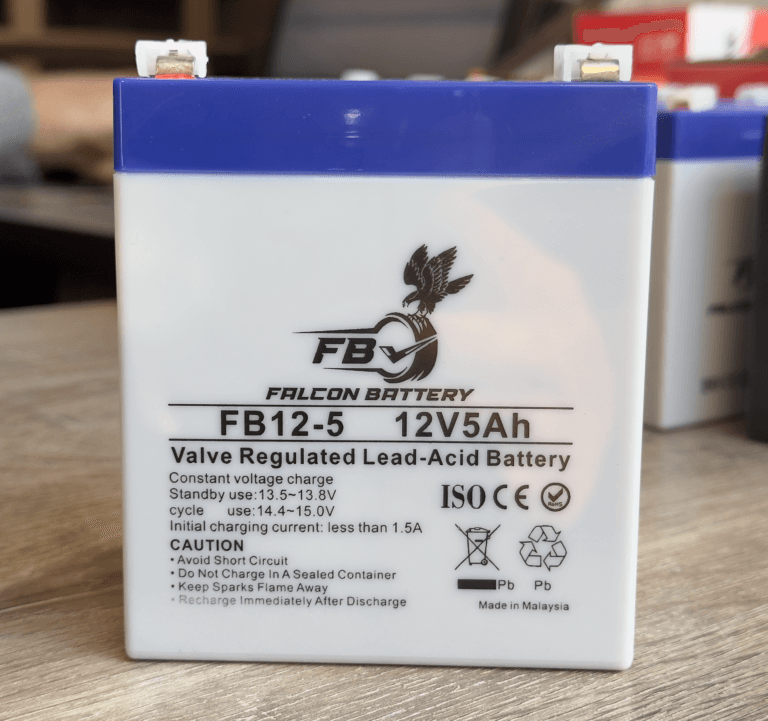 FB
FALCON BATTERY
FB12-5 12V5Ah
Valve Regulated Lead-Acid Battery
Constant voltage charge
Standby use:13.5~13.8V
cycle use:14.4~15.0V
Initial charging current: less than 1.5A
ISO CE RoHS
CAUTION
• Avoid Short Circuit
• Do Not Charge In A Sealed Container
• Keep Sparks Flame Away
• Recharge Immediately After Discharge
Pb Pb
Made in Malaysia